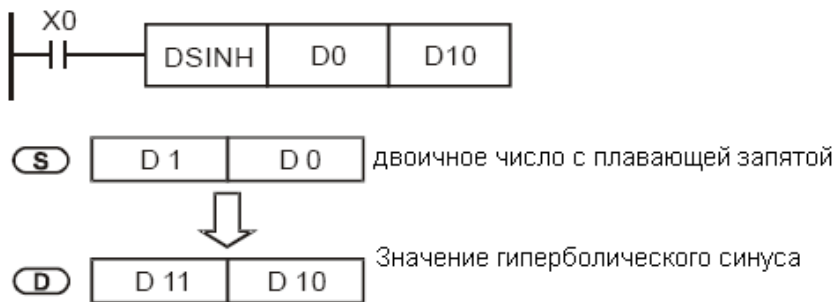 X0
DSINH D0 D10
S D 1 D 0 двоичное число с плавающей запятой
Значение гиперболического синуса
D D 11 D 10